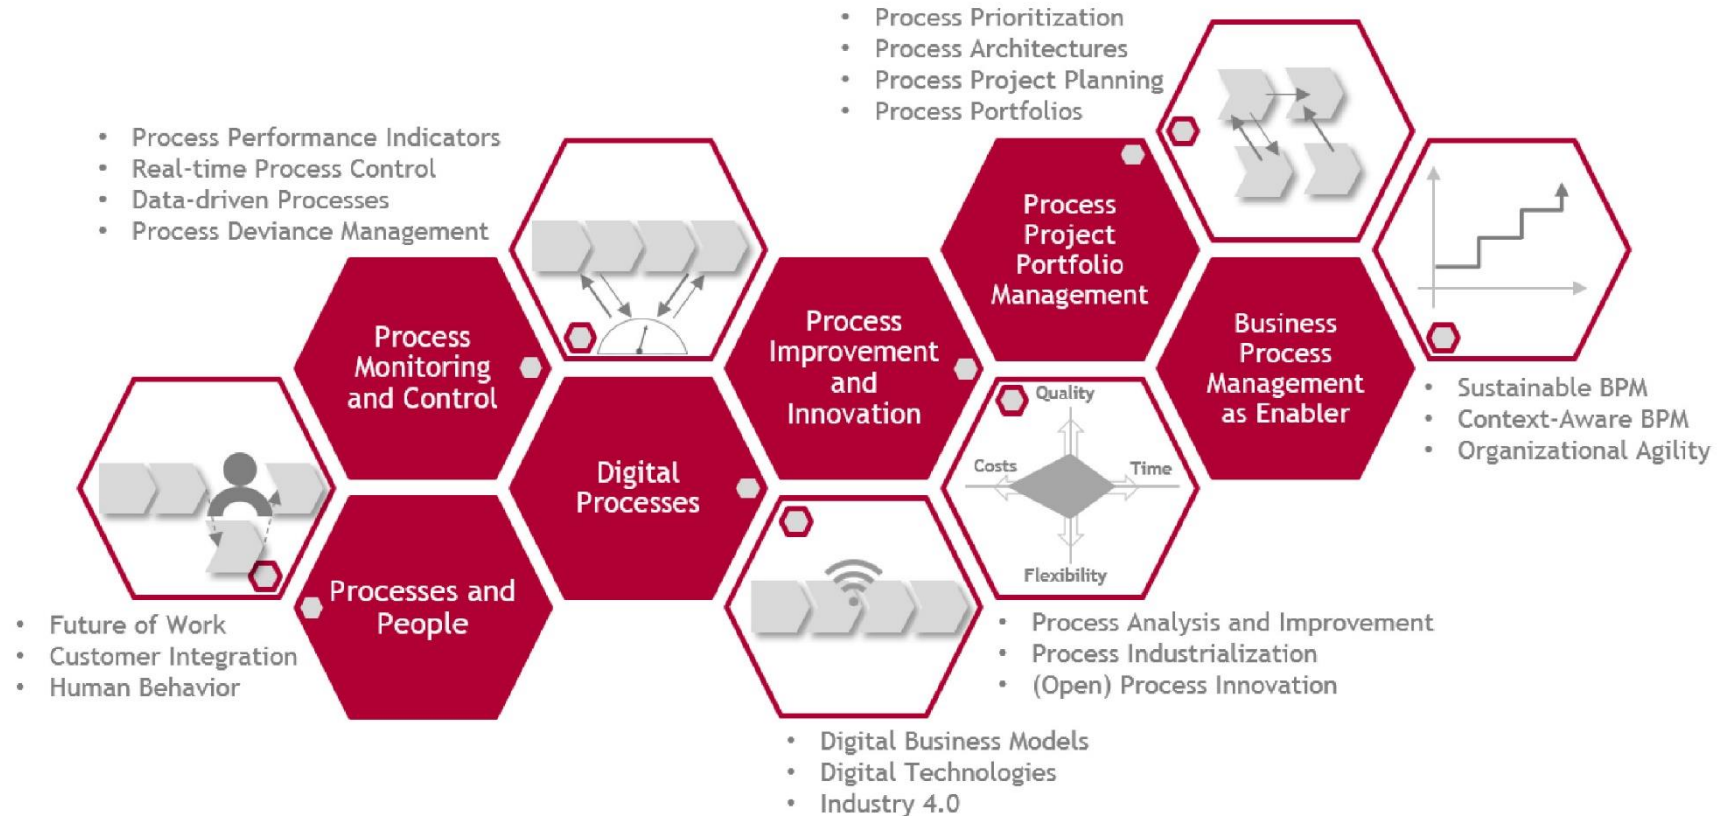 • Process Prioritization
• Process Architectures
• Process Project Planning
• Process Portfolios
• Process Performance Indicators
• Real-time Process Control
• Data-driven Processes
• Process Deviance Management
Process
Project
Portfolio
Management
Process
Monitoring
and Control
Process
Improvement
and
Innovation
Business
Process
Management
as Enabler
• Sustainable BPM
• Context-Aware BPM
• Organizational Agility
Quality
Costs
Time
Flexibility
Digital
Processes
Processes and
People
• Future of Work
• Customer Integration
• Human Behavior
• Process Analysis and Improvement
• Process Industrialization
• (Open) Process Innovation
• Digital Business Models
• Digital Technologies
• Industry 4.0